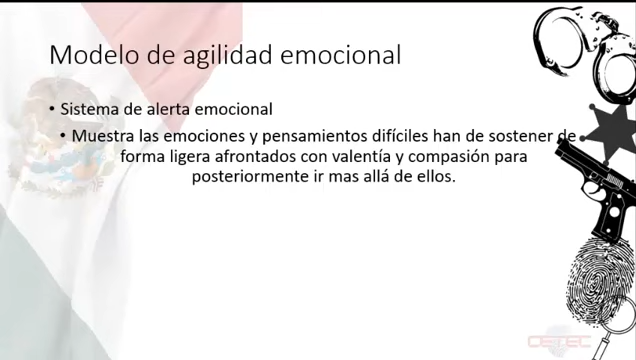 Modelo de agilidad emocional
• Sistema de alerta emocional
• Muestra las emociones y pensamientos difíciles han de sostener de
forma ligera afrontados con valentía y compasión para
posteriormente ir mas allá de ellos.
CETEC